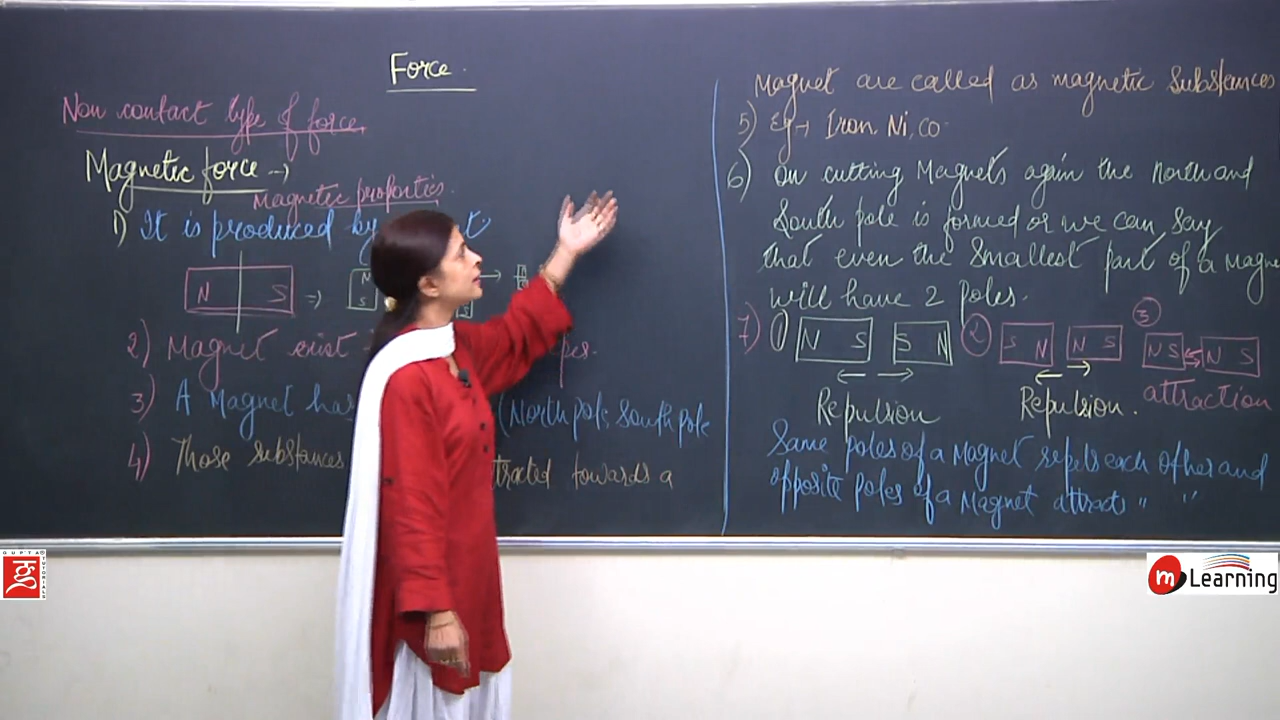 Force.
Non contact type of force
Magnetic force →
Magnetic properties.
1) It is produced by
N S ⇒ N S
2) Magnet exist
3) A Magnet has (North pole, South pole
4) Those substances tracted towards a
Magnet are called as magnetic substances
5) Eg → Iron Ni, Co.
6) On cutting Magnets again the North and
South pole is formed or we can say
that even the smallest part of a Magne
will have 2 poles.
7) 1 N S S N 2 S N N S 3 N S N S
Repulsion Repulsion. attraction
Same poles of a Magnet repels each other and
opposite poles of a Magnet attracts " "
GUPTA TUTORIALS
m Learning